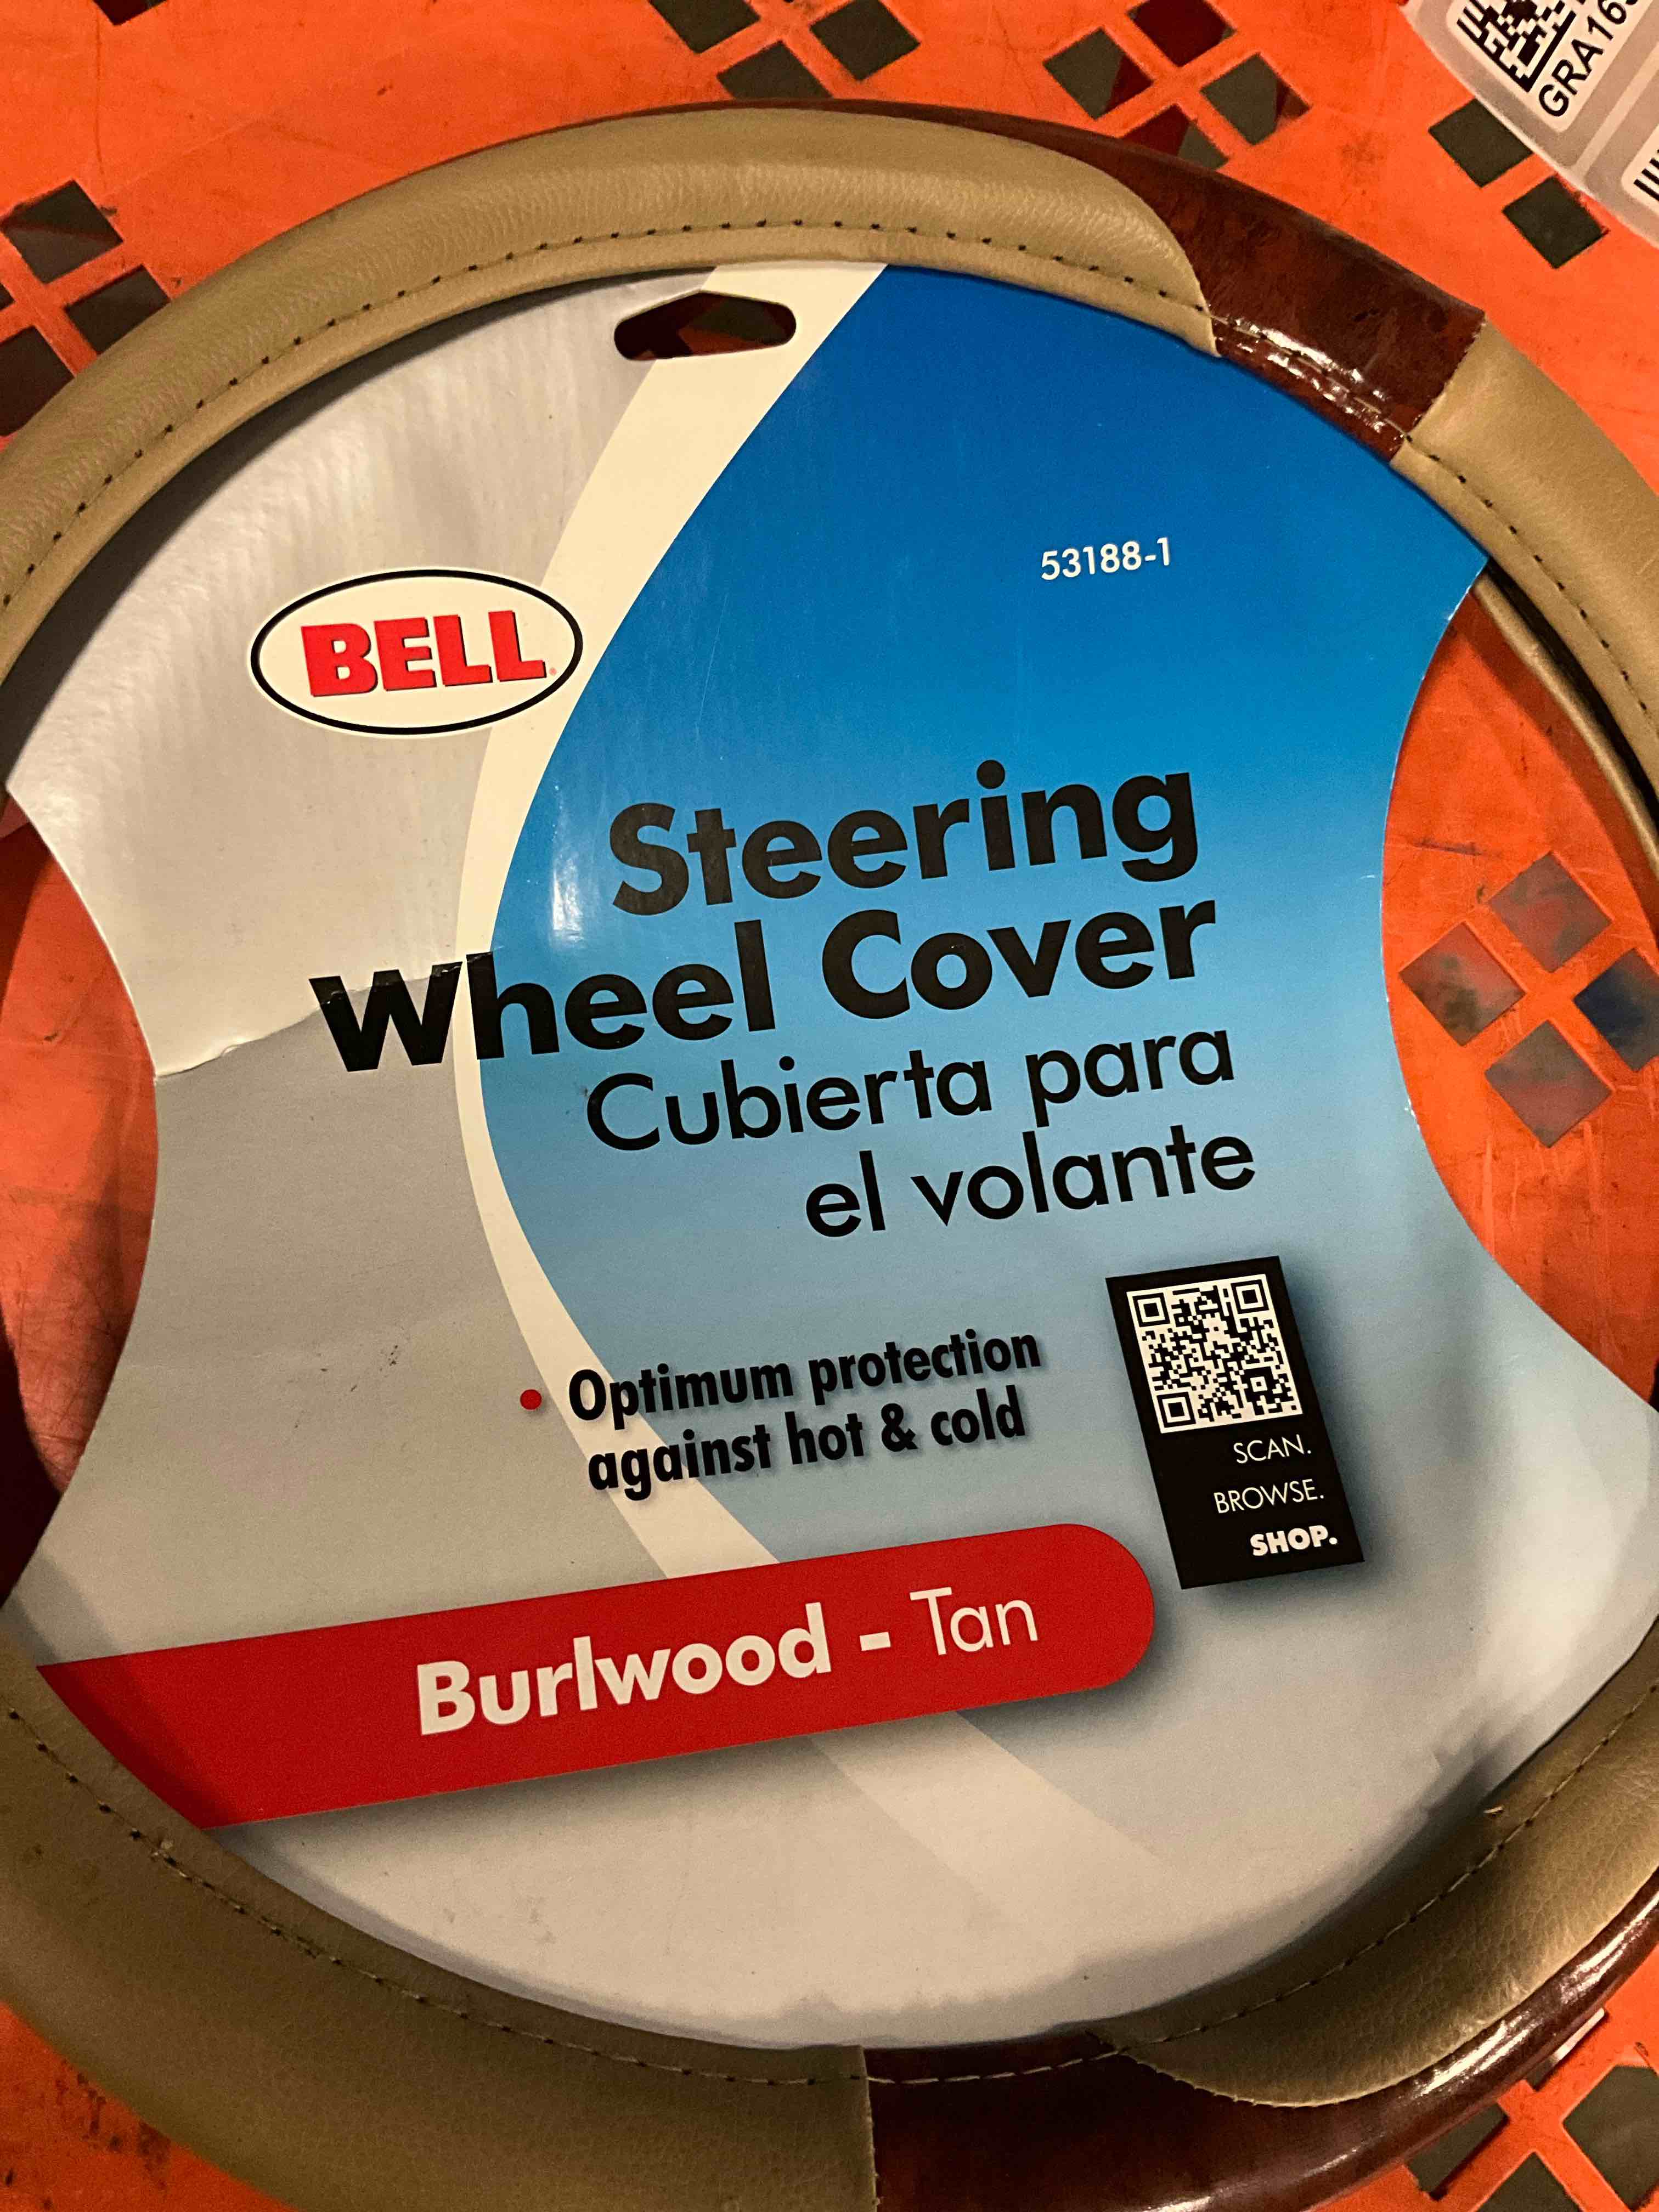 BELL
53188-1
Steering
Wheel Cover
Cubierta para
el volante
• Optimum protection
against hot & cold
SCAN.
BROWSE.
SHOP.
Burlwood - Tan